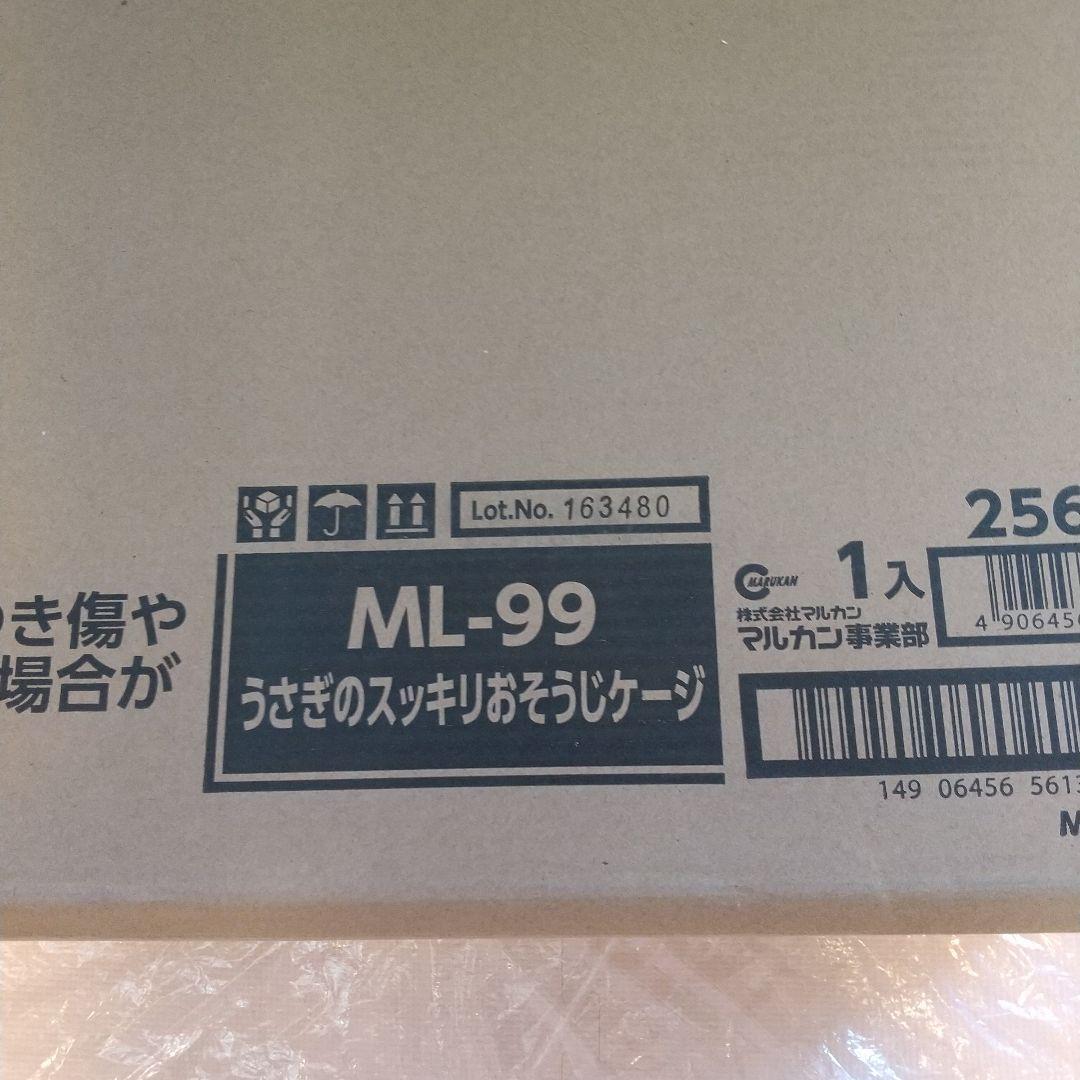 Lot.No. 163480
ML-99
うさぎのスッキリおそうじケージ
き傷や
場合が
MARUKAN
1入
株式会社マルカン
マルカン事業部
256
4 906456
149 06456 561
M